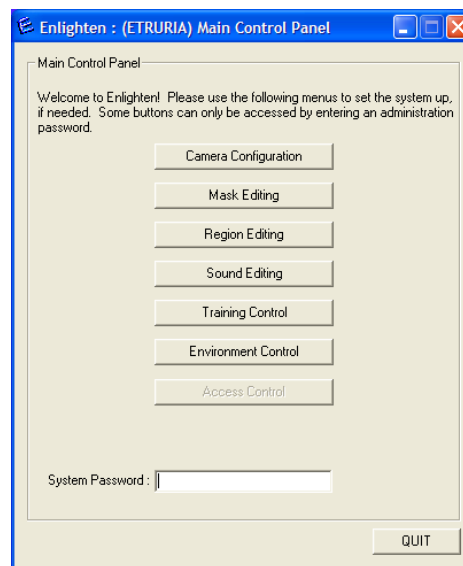 Enlighten : (ETRURIA) Main Control Panel
Main Control Panel
Welcome to Enlighten! Please use the following menus to set the system up,
if needed. Some buttons can only be accessed by entering an administration
password.
Camera Configuration
Mask Editing
Region Editing
Sound Editing
Training Control
Environment Control
Access Control
System Password :
QUIT